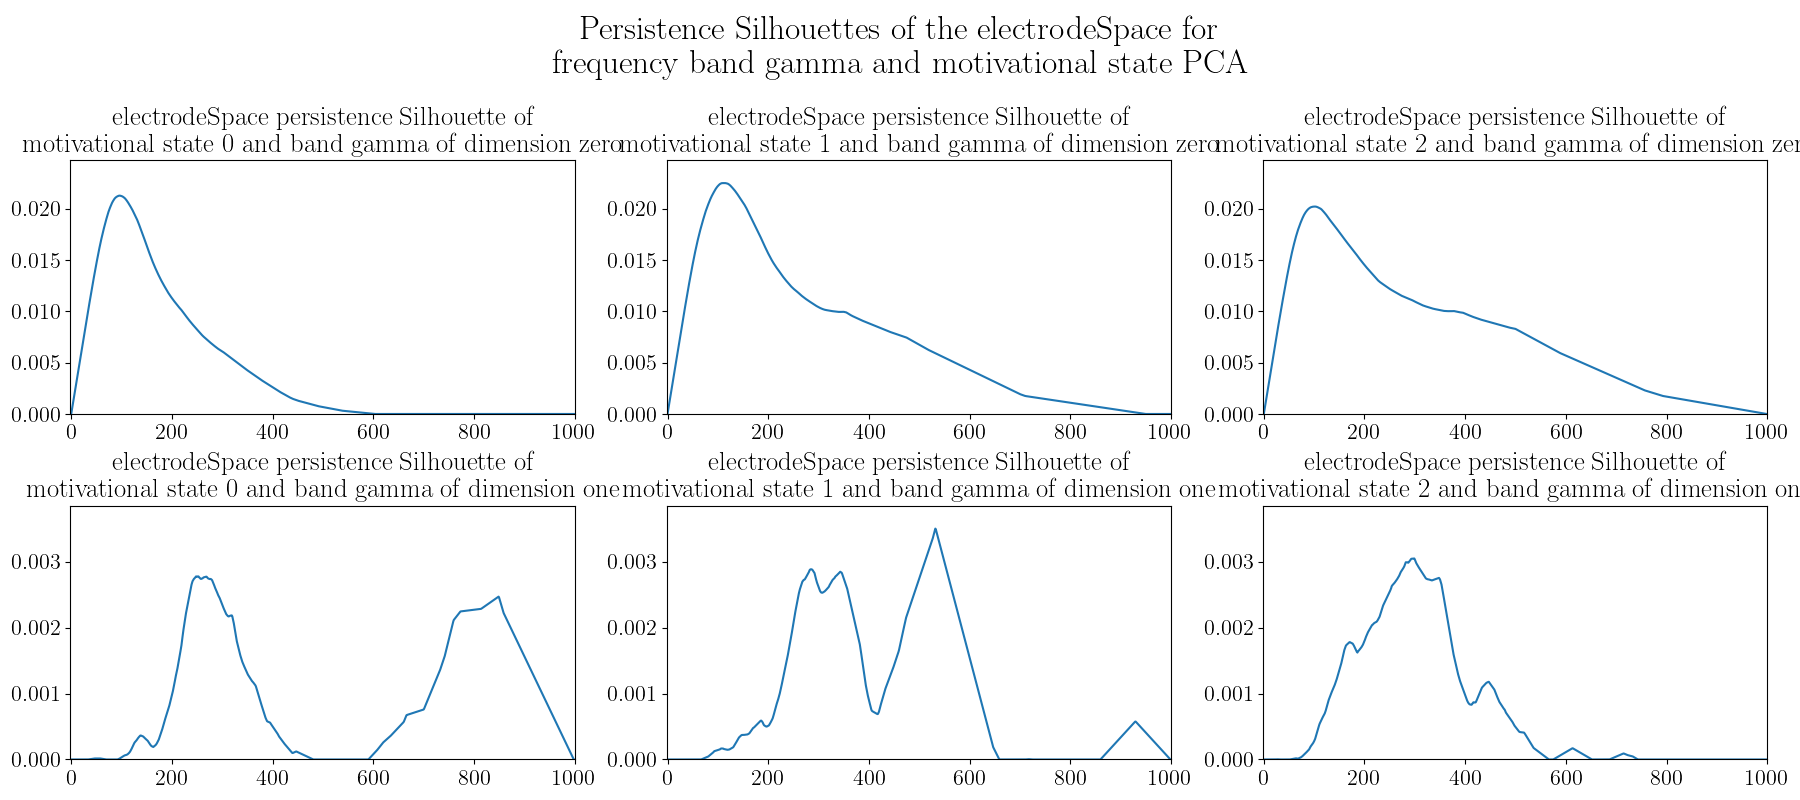 Persistence Silhouettes of the electrodeSpace for
frequency band gamma and motivational state PCA
electrodeSpace persistence Silhouette of
motivational state 0 and band gamma of dimension zero
0.020
0.015
0.010
0.005
0.000
0 200 400 600 800 1000
electrodeSpace persistence Silhouette of
motivational state 1 and band gamma of dimension zero
0.020
0.015
0.010
0.005
0.000
0 200 400 600 800 1000
electrodeSpace persistence Silhouette of
motivational state 2 and band gamma of dimension zer
0.020
0.015
0.010
0.005
0.000
0 200 400 600 800 1000
electrodeSpace persistence Silhouette of
motivational state 0 and band gamma of dimension one
0.003
0.002
0.001
0.000
0 200 400 600 800 1000
electrodeSpace persistence Silhouette of
motivational state 1 and band gamma of dimension one
0.003
0.002
0.001
0.000
0 200 400 600 800 1000
electrodeSpace persistence Silhouette of
motivational state 2 and band gamma of dimension on
0.003
0.002
0.001
0.000
0 200 400 600 800 1000